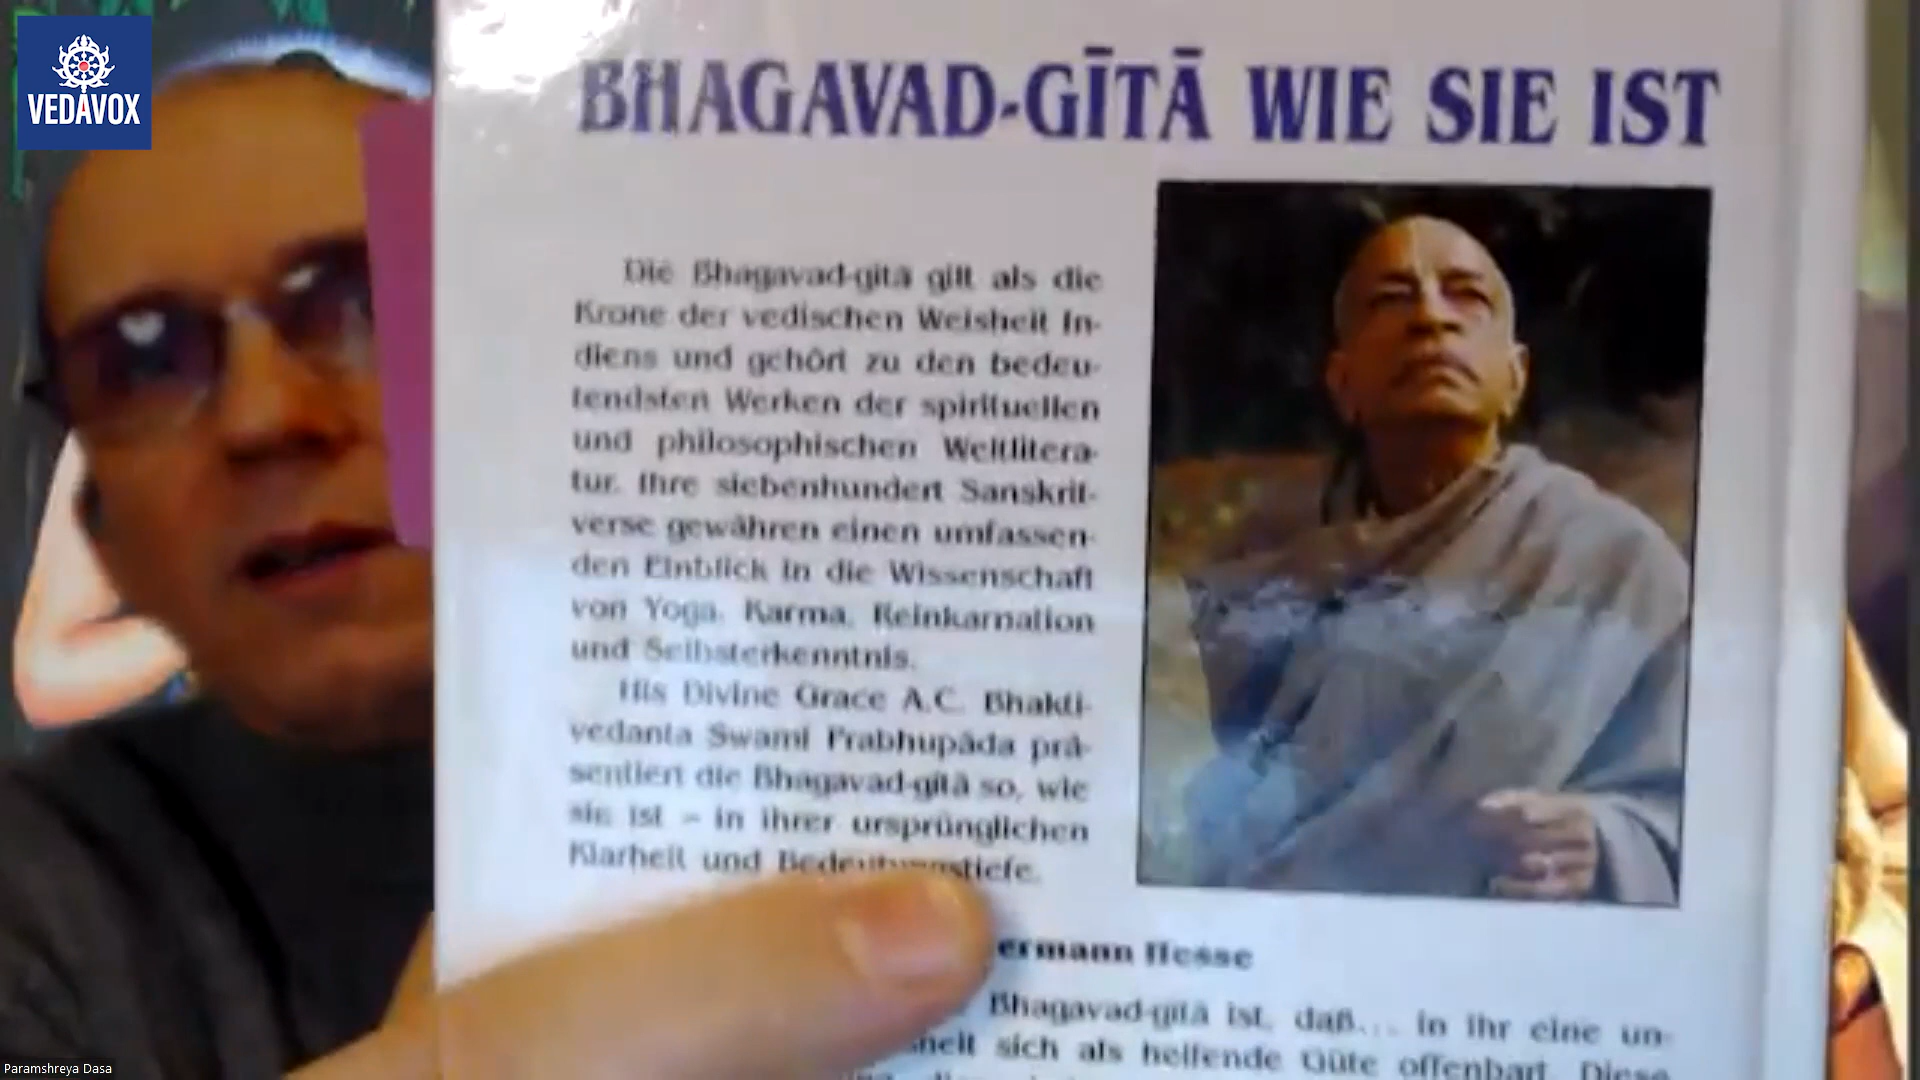 VEDAVOX
BHAGAVAD-GĪTĀ WIE SIE IST
Die Bhagavad-gītā gilt als die
Krone der vedischen Weisheit In-
diens und gehört zu den bedeu-
tendsten Werken der spirituellen
und philosophischen Weltlitera-
tur. Ihre siebenhundert Sanskrit-
verse gewähren einen umfassen-
den Einblick in die Wissenschaft
von Yoga, Karma, Reinkarnation
und Selbsterkenntnis.
His Divine Grace A.C. Bhakti-
vedanta Swami Prabhupāda prä-
sentiert die Bhagavad-gītā so, wie
sie ist – in ihrer ursprünglichen
Klarheit und Bedeutungstiefe.
ermann Hesse
Bhagavad-gītā ist, daß... in ihr eine un-
heit sich als helfende Güte offenbart. Diese
Paramshreya Dasa